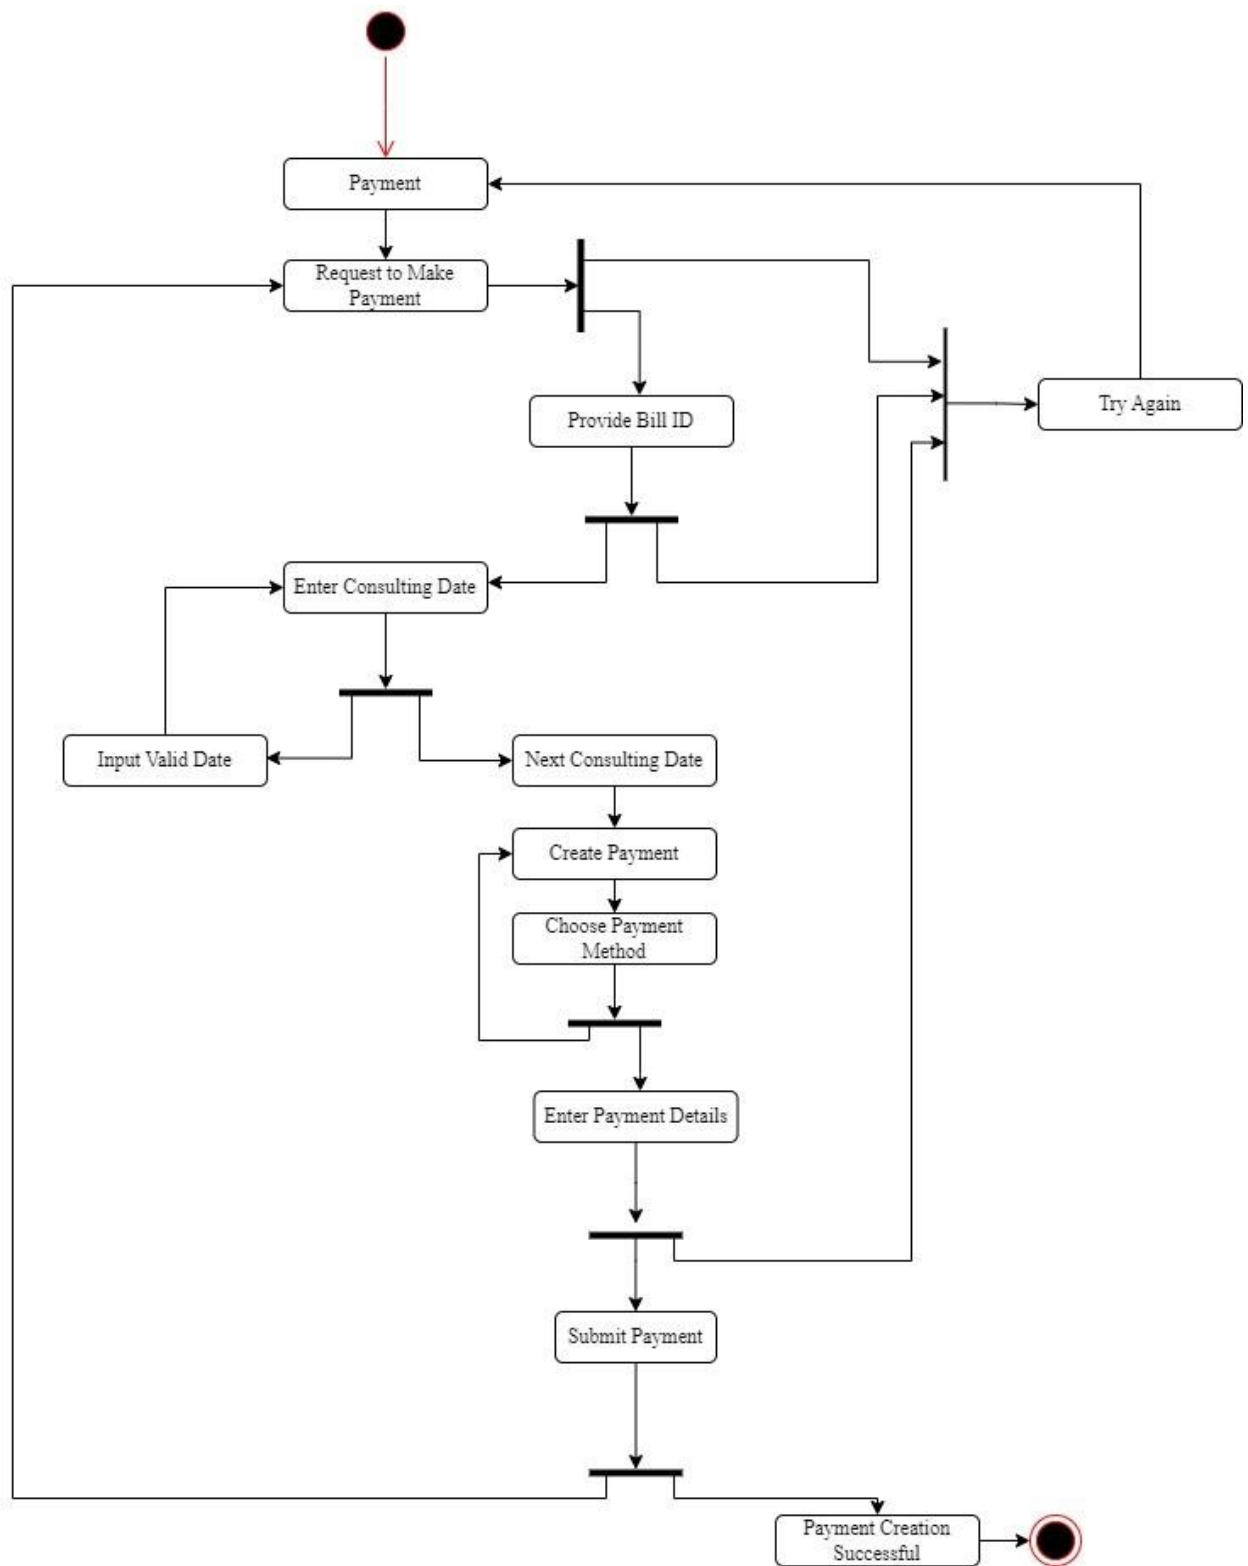 Payment
Request to Make
Payment
Provide Bill ID
Try Again
Enter Consulting Date
Input Valid Date
Next Consulting Date
Create Payment
Choose Payment
Method
Enter Payment Details
Submit Payment
Payment Creation
Successful